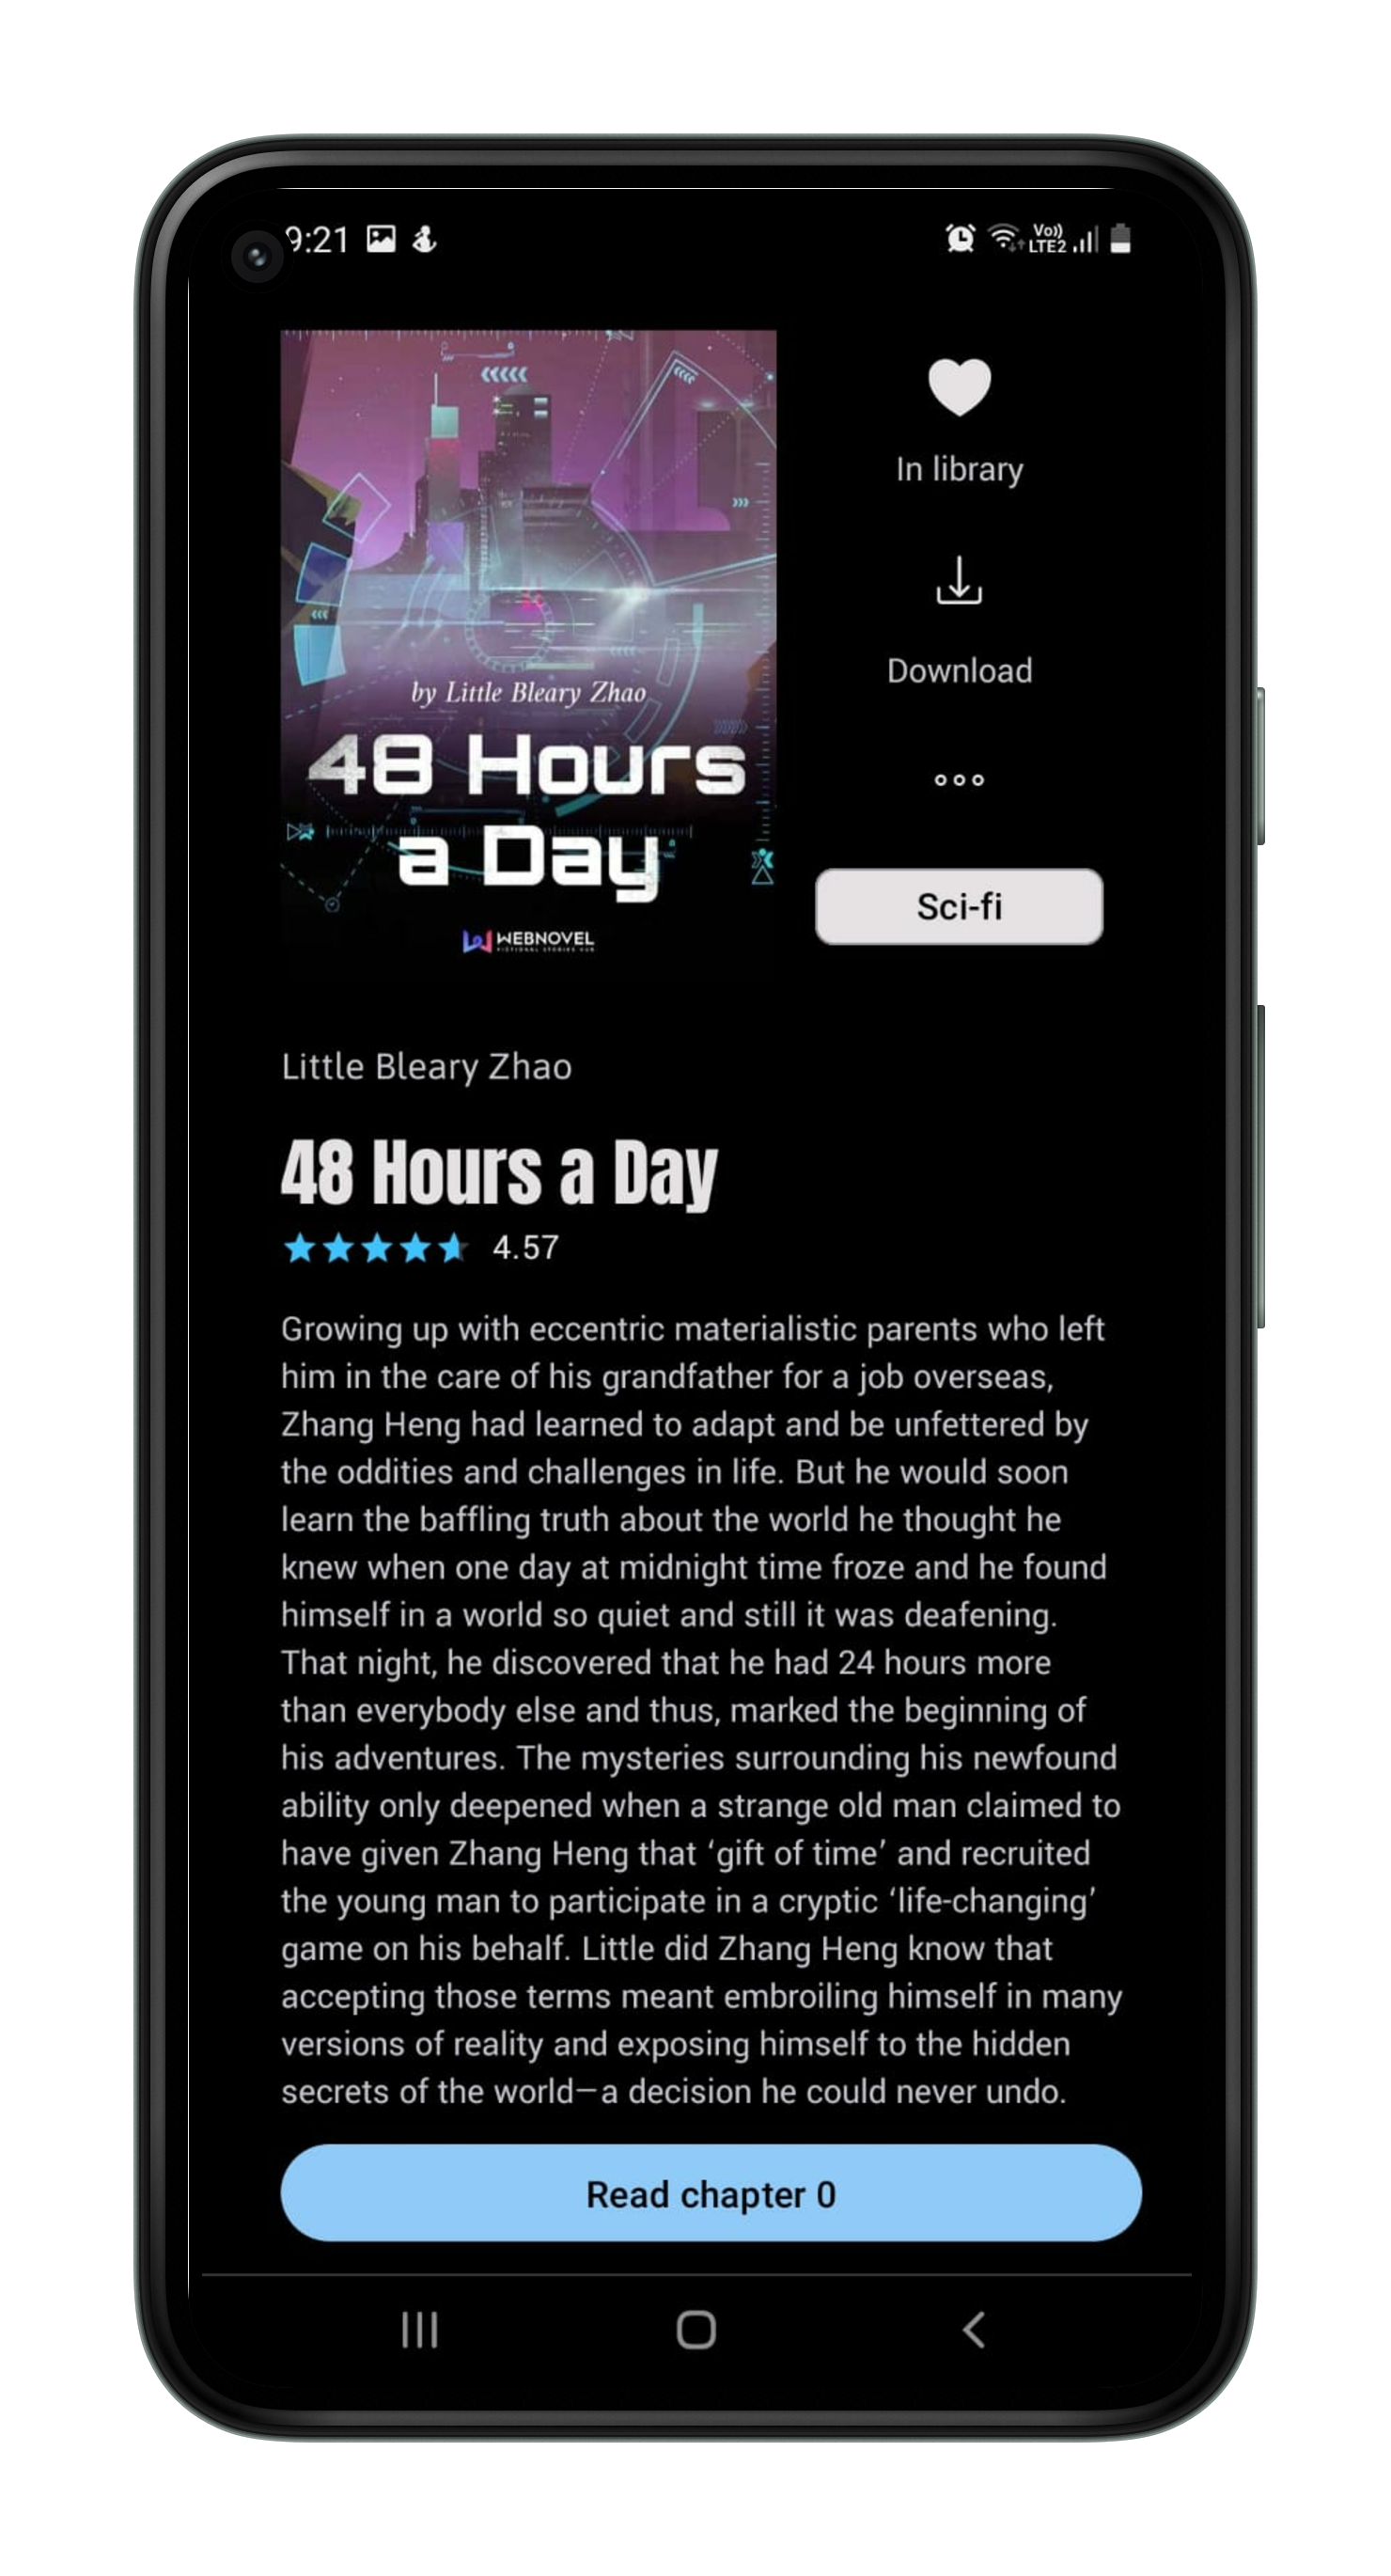 9:21
Vo))
LTE2
In library
Download
by Little Bleary Zhao
48 Hours
a Day
WEBNOVEL
Sci-fi
Little Bleary Zhao
48 Hours a Day
4.57
Growing up with eccentric materialistic parents who left
him in the care of his grandfather for a job overseas,
Zhang Heng had learned to adapt and be unfettered by
the oddities and challenges in life. But he would soon
learn the baffling truth about the world he thought he
knew when one day at midnight time froze and he found
himself in a world so quiet and still it was deafening.
That night, he discovered that he had 24 hours more
than everybody else and thus, marked the beginning of
his adventures. The mysteries surrounding his newfound
ability only deepened when a strange old man claimed to
have given Zhang Heng that ‘gift of time’ and recruited
the young man to participate in a cryptic ‘life-changing’
game on his behalf. Little did Zhang Heng know that
accepting those terms meant embroiling himself in many
versions of reality and exposing himself to the hidden
secrets of the world—a decision he could never undo.
Read chapter 0